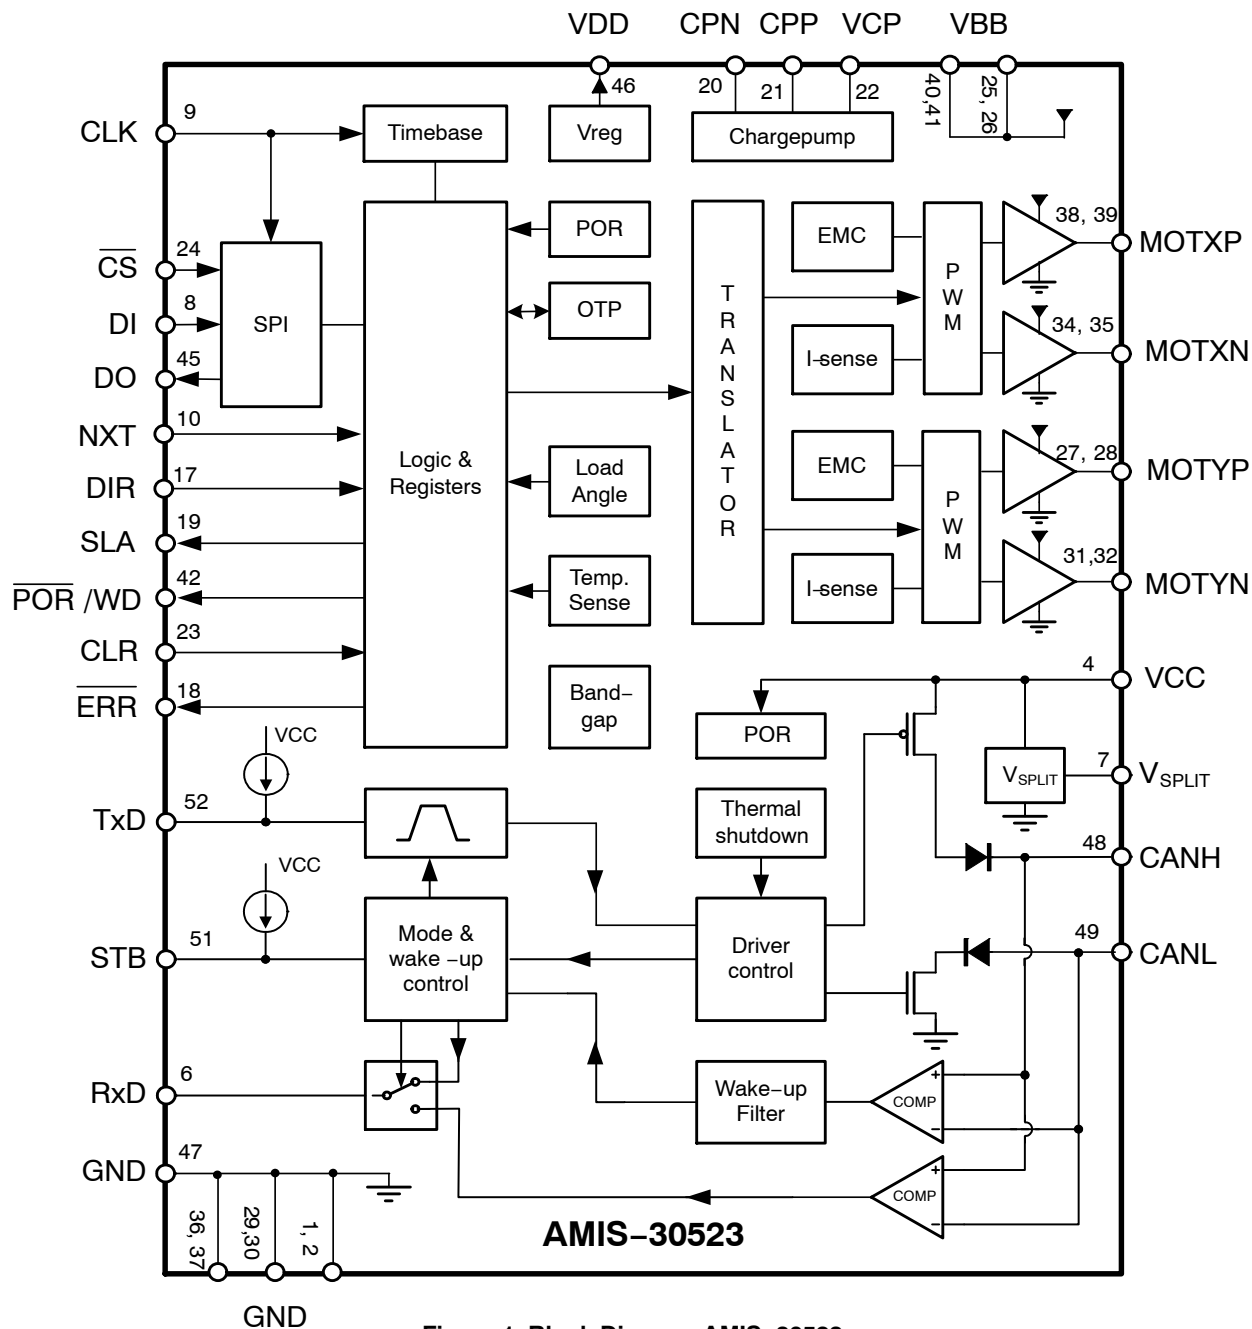 VDD CPN CPP VCP VBB
46 20 21 22 40,41 25, 26
CLK 9
Timebase
Vreg
Chargepump
CS 24
DI 8
DO 45
SPI
NXT 10
DIR 17
SLA 19
POR /WD 42
CLR 23
ERR 18
Logic &
Registers
POR
OTP
Load
Angle
Temp.
Sense
Band–
gap
TRANSLATOR
EMC
I–sense
PWM
38, 39 MOTXP
34, 35 MOTXN
EMC
I–sense
PWM
27, 28 MOTYP
31,32 MOTYN
4 VCC
POR
VSPLIT
7 VSPLIT
VCC
TxD 52
Thermal
shutdown
48 CANH
VCC
STB 51
Mode &
wake –up
control
Driver
control
49 CANL
RxD 6
Wake–up
Filter
+
COMP
–
GND 47
36, 37
29,30
1, 2
+
COMP
–
AMIS–30523
GND